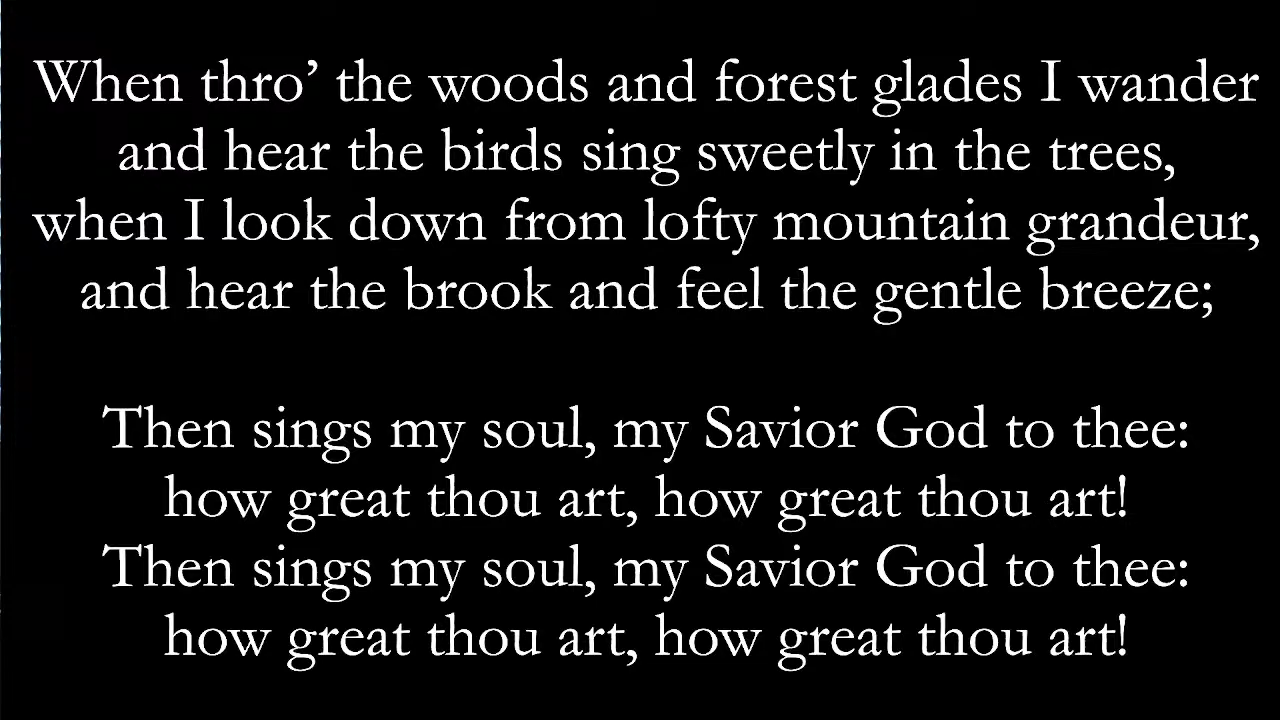 When thro’ the woods and forest glades I wander
and hear the birds sing sweetly in the trees,
when I look down from lofty mountain grandeur,
and hear the brook and feel the gentle breeze;
Then sings my soul, my Savior God to thee:
how great thou art, how great thou art!
Then sings my soul, my Savior God to thee:
how great thou art, how great thou art!